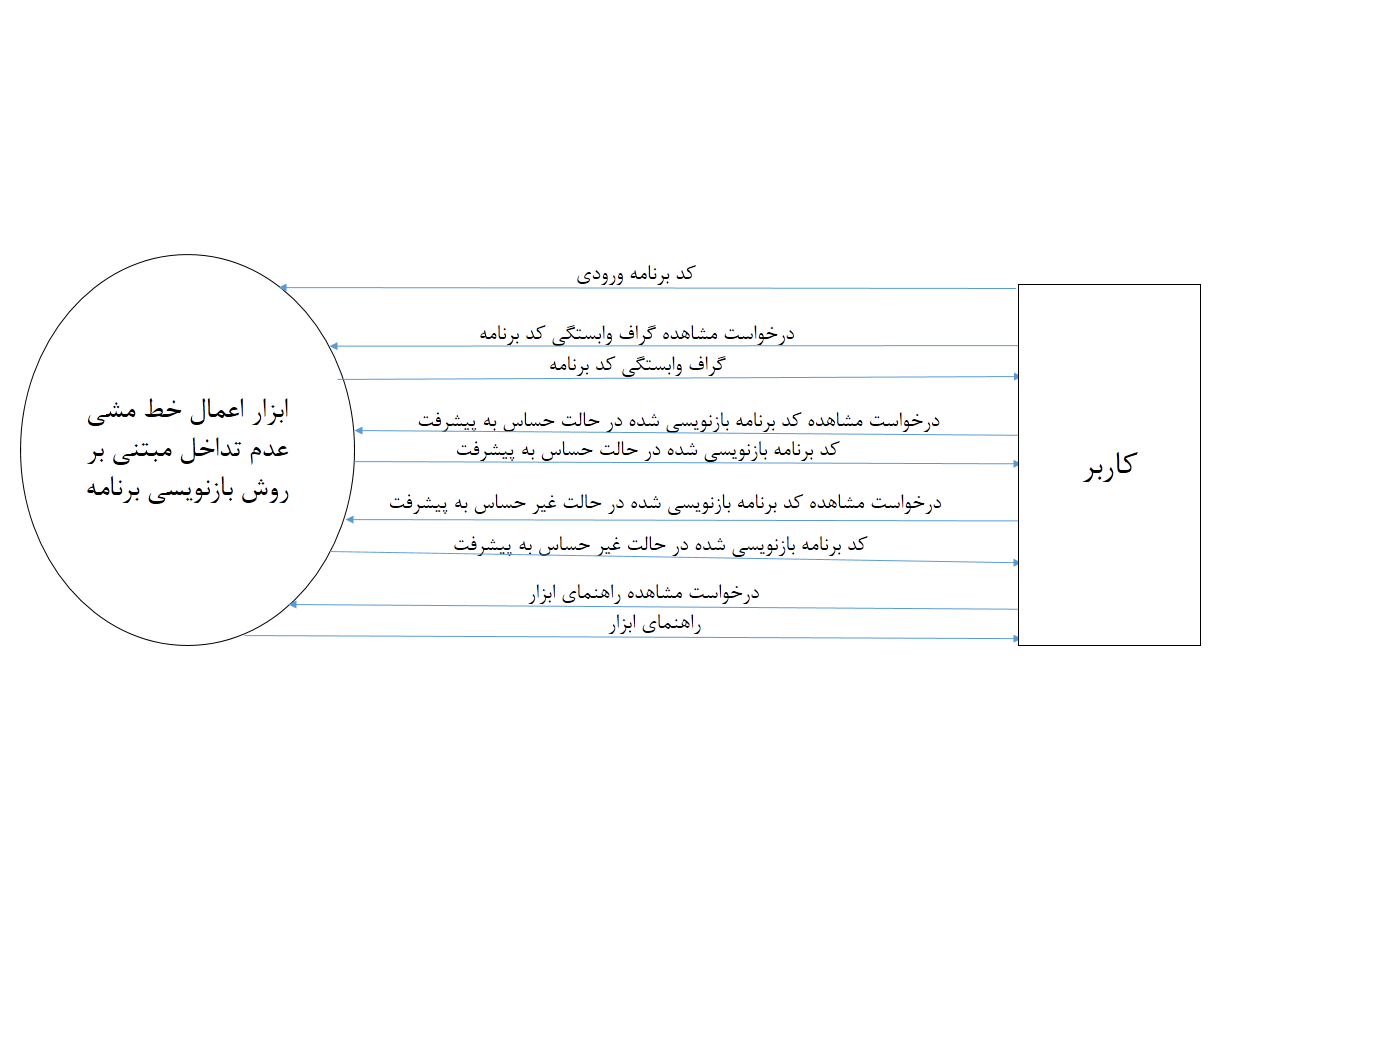 کد برنامه ورودی
درخواست مشاهده گراف وابستگی کد برنامه
گراف وابستگی کد برنامه
درخواست مشاهده کد برنامه بازنویسی شده در حالت حساس به پیشرفت
کد برنامه بازنویسی شده در حالت حساس به پیشرفت
درخواست مشاهده کد برنامه بازنویسی شده در حالت غیر حساس به پیشرفت
کد برنامه بازنویسی شده در حالت غیر حساس به پیشرفت
درخواست مشاهده راهنمای ابزار
راهنمای ابزار
کاربر
ابزار اعمال خط مشی
عدم تداخل مبتنی بر
روش بازنویسی برنامه